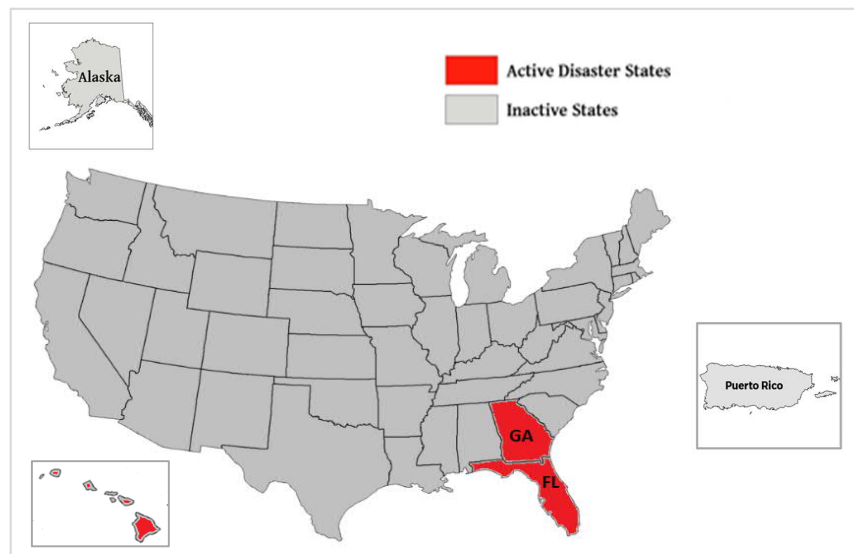 Alaska
Active Disaster States
Inactive States
Puerto Rico
GA
FL